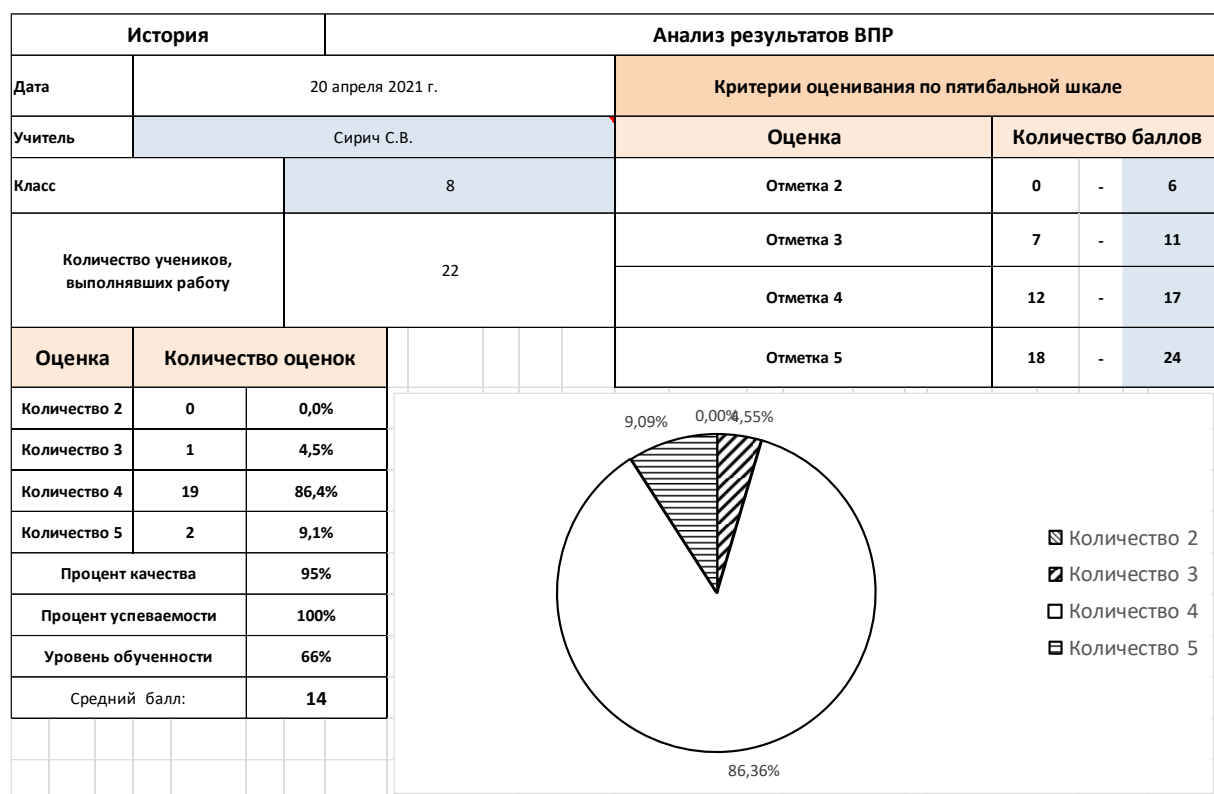 История Анализ результатов ВПР
Дата 20 апреля 2021 г. Критерии оценивания по пятибальной шкале
Учитель Сирич С.В. Оценка Количество баллов
Класс 8 Отметка 2 0 - 6
Количество учеников,
выполнявших работу 22
Отметка 3 7 - 11
Отметка 4 12 - 17
Оценка Количество оценок Отметка 5 18 - 24
Количество 2 0 0,0%
Количество 3 1 4,5%
Количество 4 19 86,4%
Количество 5 2 9,1%
Процент качества 95%
Процент успеваемости 100%
Уровень обученности 66%
Средний балл: 14
9,09% 0,00% 4,55%
86,36%
Количество 2
Количество 3
Количество 4
Количество 5